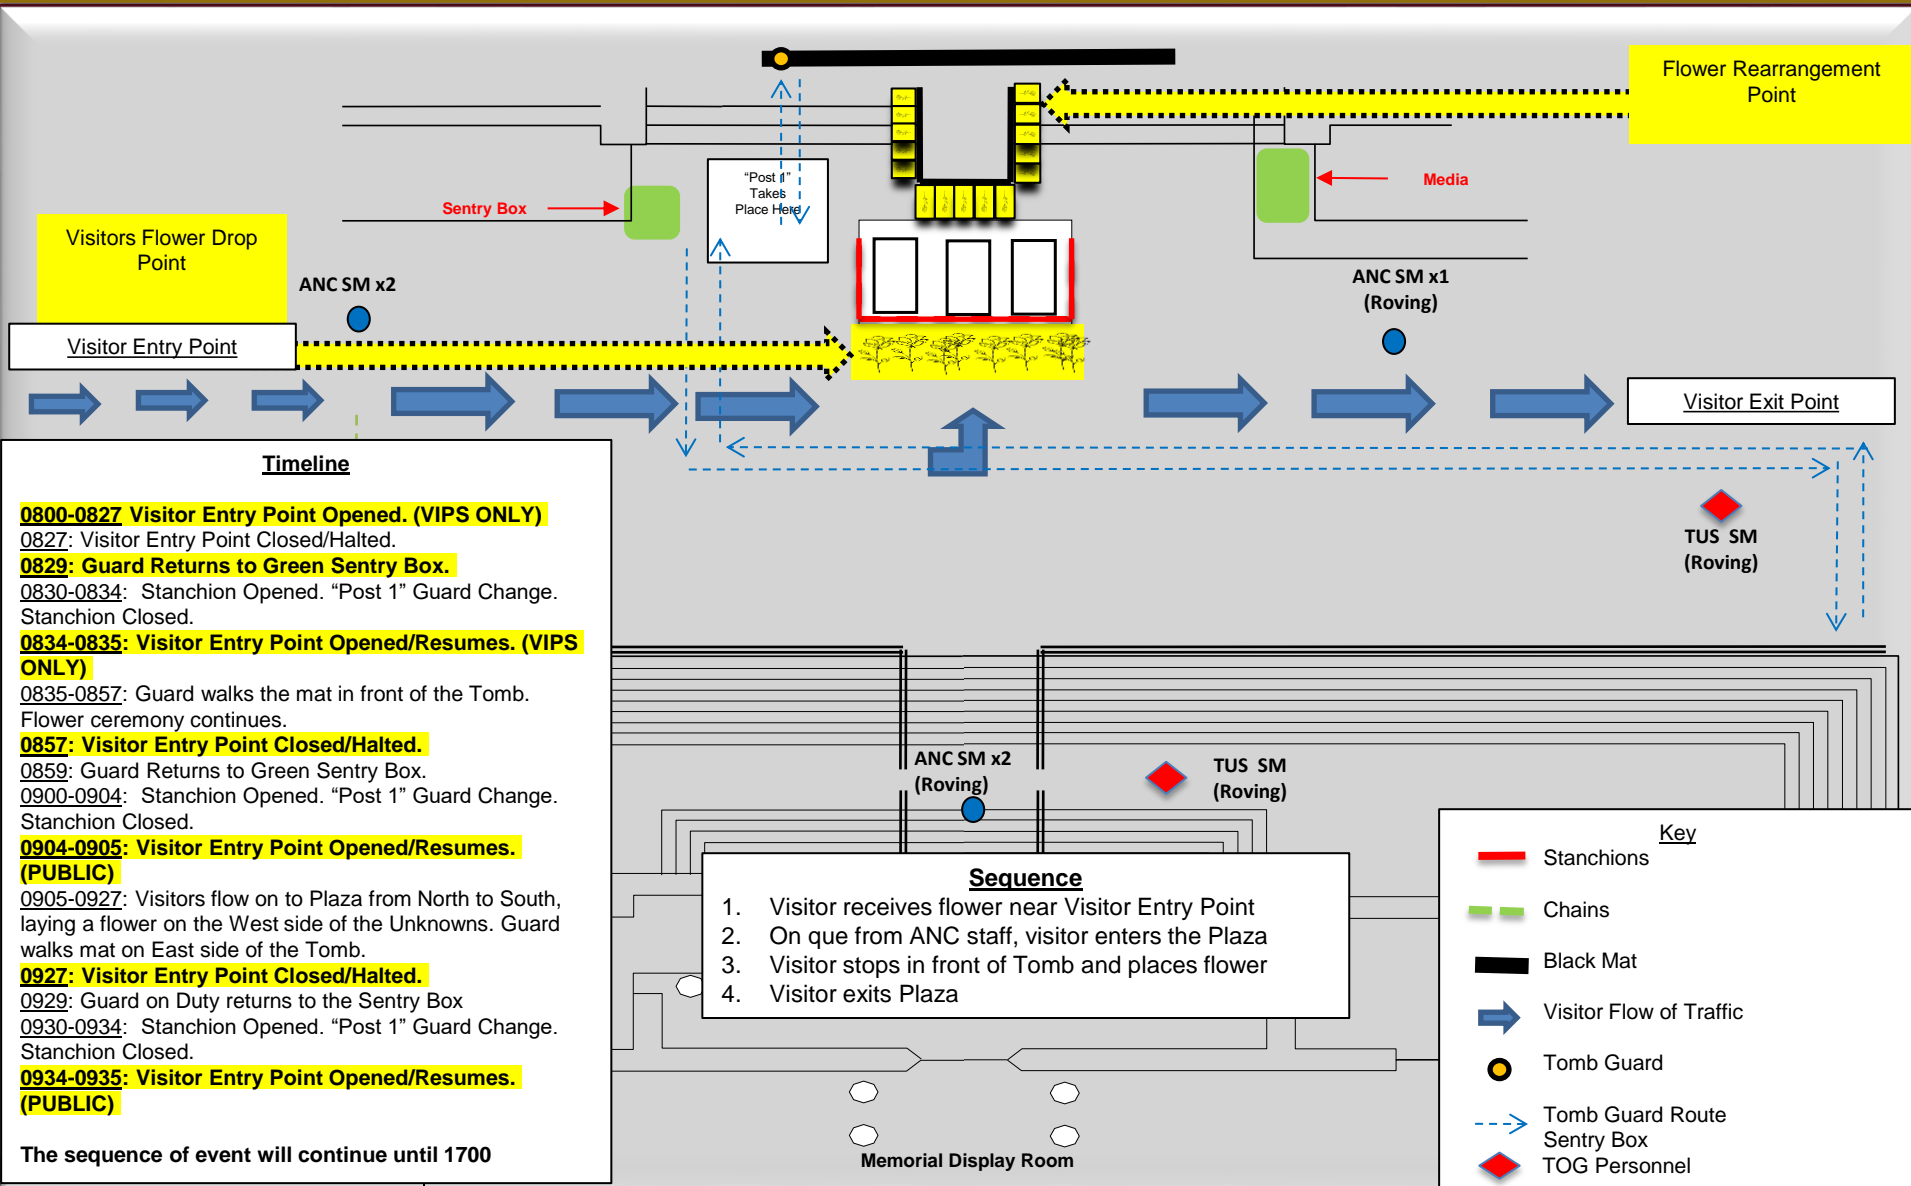 Flower Rearrangement
Point
"Post 1"
Takes
Place Here
Sentry Box
Media
Visitors Flower Drop
Point
ANC SM x2
ANC SM x1
(Roving)
Visitor Entry Point
Visitor Exit Point
Timeline
0800-0827 Visitor Entry Point Opened. (VIPS ONLY)
0827: Visitor Entry Point Closed/Halted.
0829: Guard Returns to Green Sentry Box.
0830-0834: Stanchion Opened. “Post 1” Guard Change.
Stanchion Closed.
0834-0835: Visitor Entry Point Opened/Resumes. (VIPS
ONLY)
0835-0857: Guard walks the mat in front of the Tomb.
Flower ceremony continues.
0857: Visitor Entry Point Closed/Halted.
0859: Guard Returns to Green Sentry Box.
0900-0904: Stanchion Opened. “Post 1” Guard Change.
Stanchion Closed.
0904-0905: Visitor Entry Point Opened/Resumes.
(PUBLIC)
0905-0927: Visitors flow on to Plaza from North to South,
laying a flower on the West side of the Unknowns. Guard
walks mat on East side of the Tomb.
0927: Visitor Entry Point Closed/Halted.
0929: Guard on Duty returns to the Sentry Box
0930-0934: Stanchion Opened. “Post 1” Guard Change.
Stanchion Closed.
0934-0935: Visitor Entry Point Opened/Resumes.
(PUBLIC)
The sequence of event will continue until 1700
TUS SM
(Roving)
ANC SM x2
(Roving)
TUS SM
(Roving)
Sequence
1. Visitor receives flower near Visitor Entry Point
2. On que from ANC staff, visitor enters the Plaza
3. Visitor stops in front of Tomb and places flower
4. Visitor exits Plaza
Memorial Display Room
Key
Stanchions
Chains
Black Mat
Visitor Flow of Traffic
Tomb Guard
Tomb Guard Route
Sentry Box
TOG Personnel